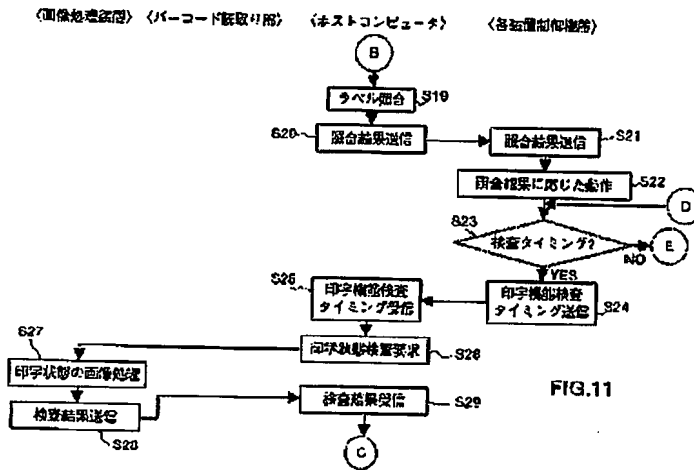 〈画像処理装置〉 〈バーコード読取り部〉 〈ホストコンピュータ〉 〈各装置制御機器〉
B
ラベル照合 S19
S20 照合結果送信
照合結果送信 S21
照合結果に応じた動作 S22
D
S23
検査タイミング?
NO
E
YES
S25
印字機能検査
タイミング受信
印字機能検査
タイミング送信 S24
印字状態検査要求 S26
S27
印字状態の画像処理
検査結果送信
S28
検査結果受信 S29
C
FIG.11